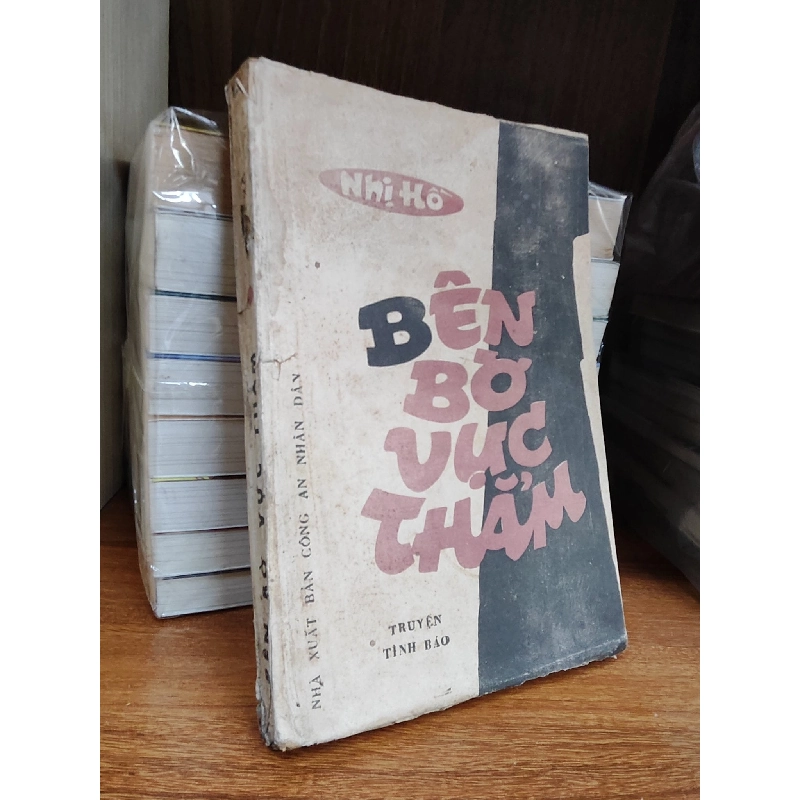 Nhị Hồ
BÊN
BỜ
VỰC
THẲM
TRUYỆN
TÌNH BÁO
NHÀ XUẤT BẢN CÔNG AN NHÂN DÂN